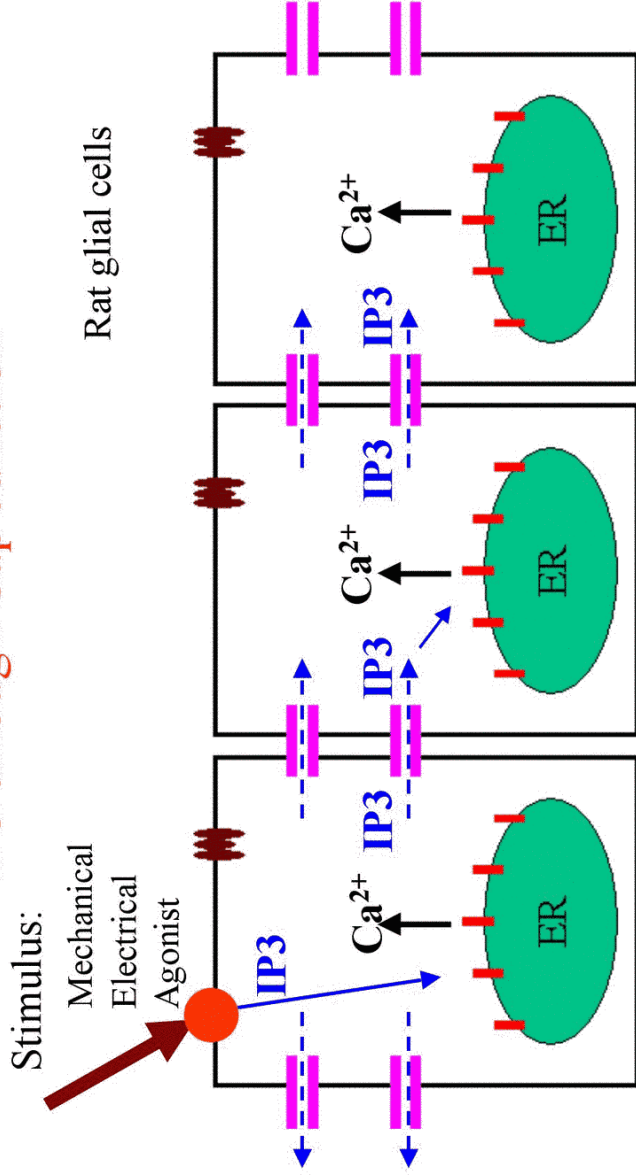 Stimulus:
Mechanical
Electrical
Agonist
Rat glial cells
IP3
Ca²⁺
IP3
IP3
Ca²⁺
IP3
IP3
Ca²⁺
ER
ER
ER